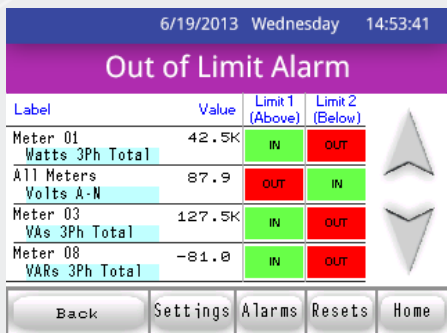 6/19/2013 Wednesday 14:53:41
Out of Limit Alarm
Label Value Limit 1 (Above) Limit 2 (Below)
Meter 01 42.5K IN OUT
Watts 3Ph Total
All Meters 87.9 OUT IN
Volts A-N
Meter 03 127.5K IN OUT
VAs 3Ph Total
Meter 08 -81.0 IN OUT
VARs 3Ph Total
Back Settings Alarms Resets Home